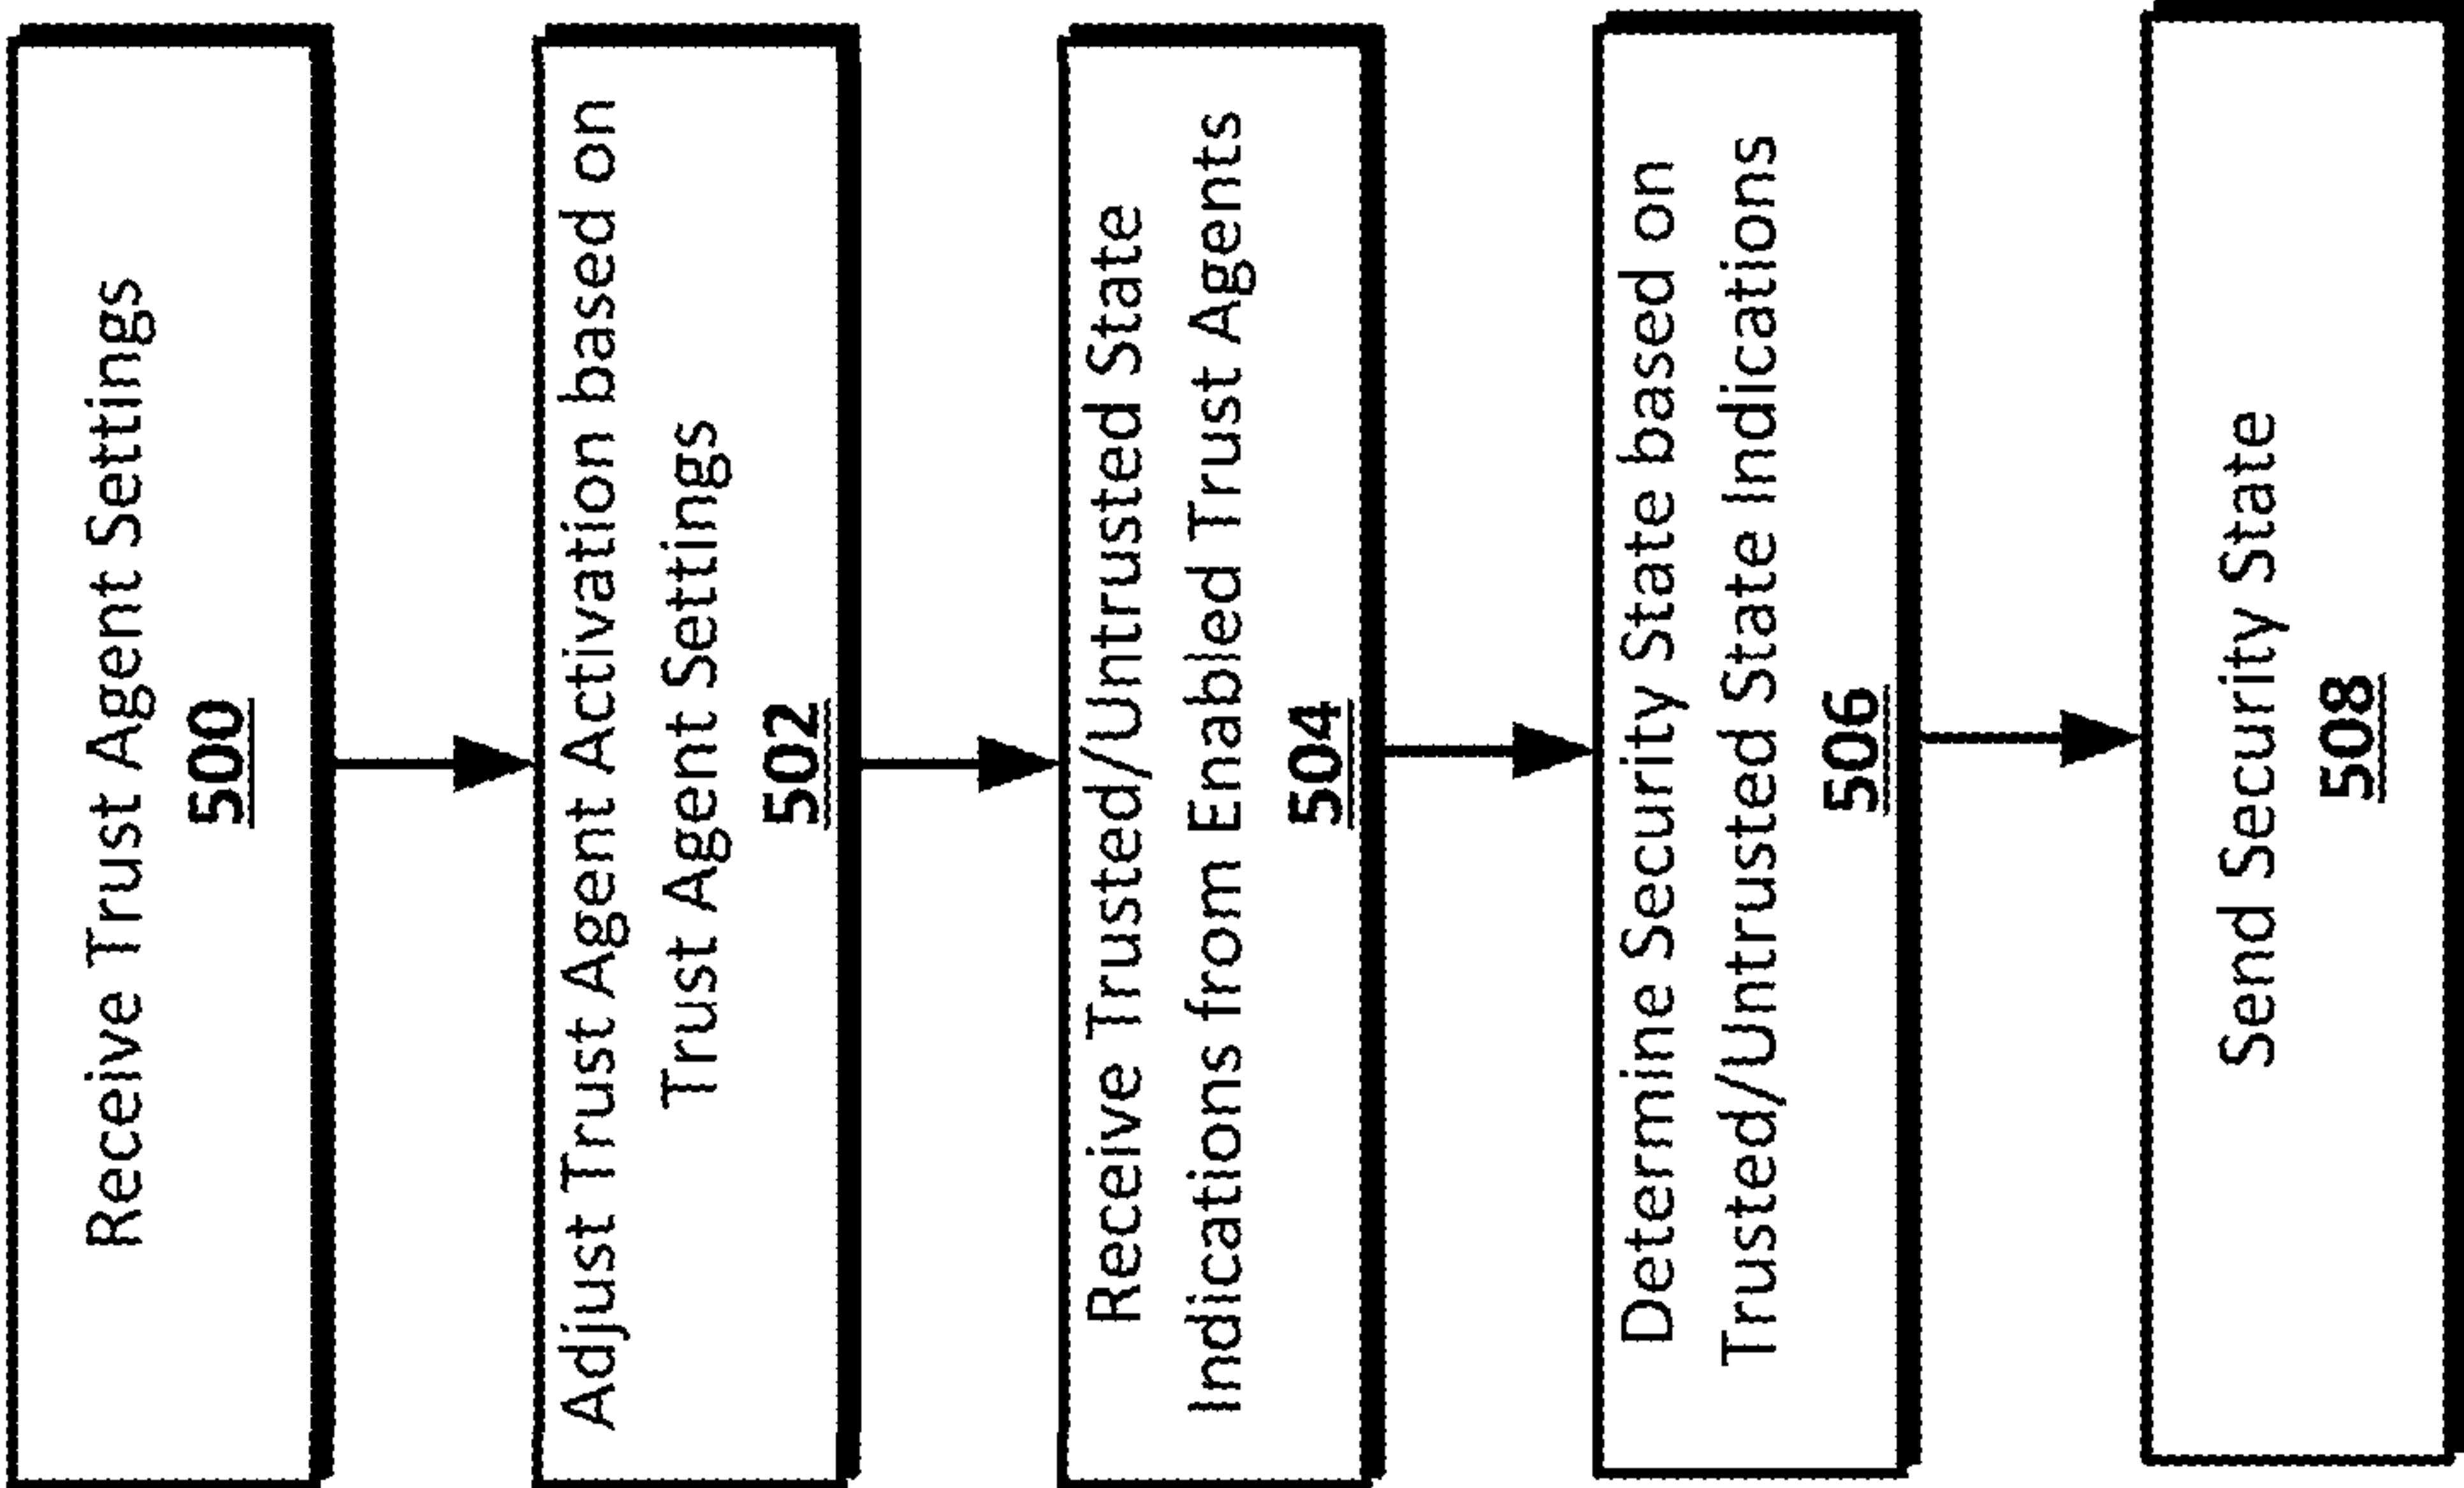 Receive Trust Agent Settings
500
Adjust Trust Agent Activation based on
Trust Agent Settings
502
Receive Trusted/Untrusted State
Indications from Enabled Trust Agents
504
Determine Security State based on
Trusted/Untrusted State Indications
506
Send Security State
508